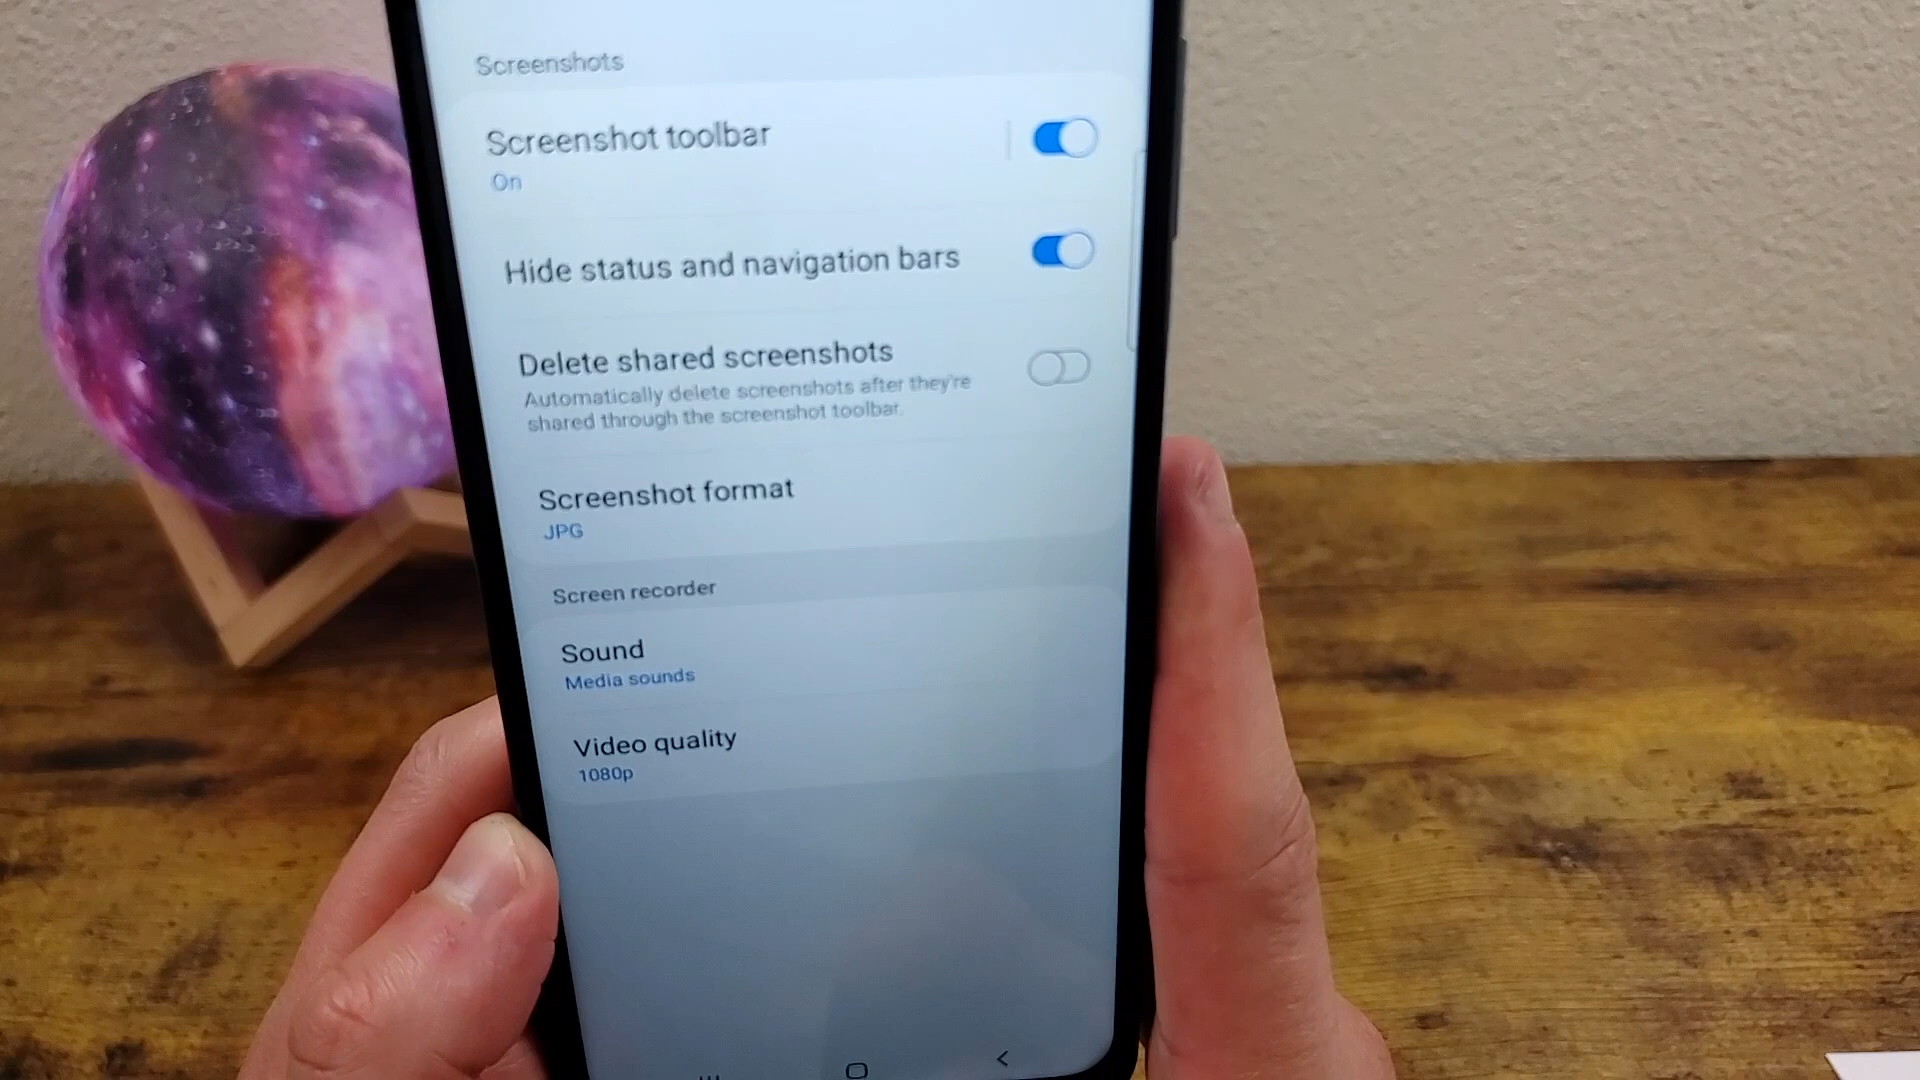 Screenshots
Screenshot toolbar
On
Hide status and navigation bars
Delete shared screenshots
Automatically delete screenshots after they're
shared through the screenshot toolbar.
Screenshot format
JPG
Screen recorder
Sound
Media sounds
Video quality
1080p